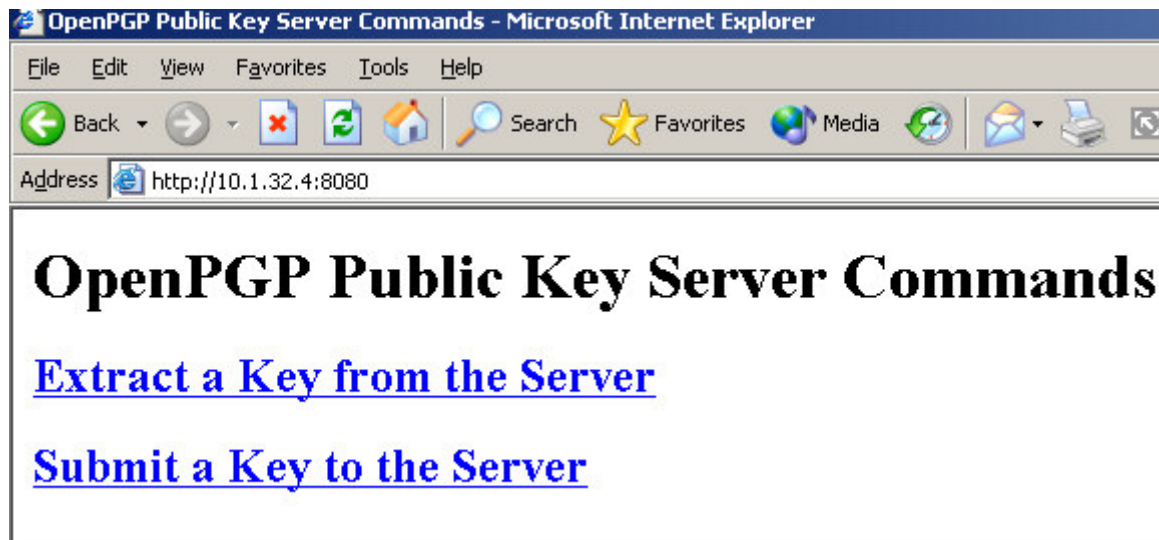 OpenPGP Public Key Server Commands - Microsoft Internet Explorer
File Edit View Favorites Tools Help
Back Search Favorites Media
Address http://10.1.32.4:8080
OpenPGP Public Key Server Commands
Extract a Key from the Server
Submit a Key to the Server